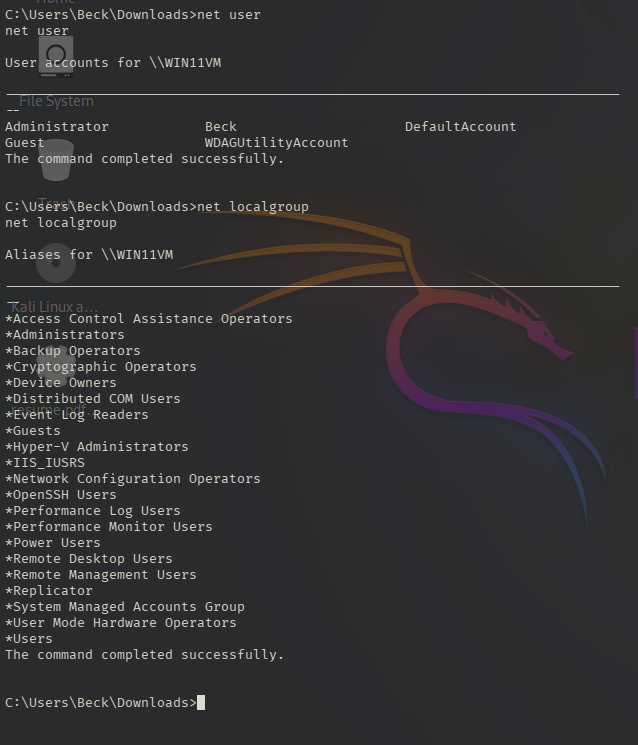 Home
C:\Users\Beck\Downloads>net user
net user
User accounts for \\WIN11VM
File System
--
Administrator Beck DefaultAccount
Guest WDAGUtilityAccount
The command completed successfully.
Trash
C:\Users\Beck\Downloads>net localgroup
net localgroup
Aliases for \\WIN11VM
--
Kali Linux a...
*Access Control Assistance Operators
*Administrators
*Backup Operators
*Cryptographic Operators
*Device Owners
*Distributed COM Users
resume.pdf...
*Event Log Readers
*Guests
*Hyper-V Administrators
*IIS_IUSRS
*Network Configuration Operators
*OpenSSH Users
*Performance Log Users
*Performance Monitor Users
*Power Users
*Remote Desktop Users
*Remote Management Users
*Replicator
*System Managed Accounts Group
*User Mode Hardware Operators
*Users
The command completed successfully.
C:\Users\Beck\Downloads>